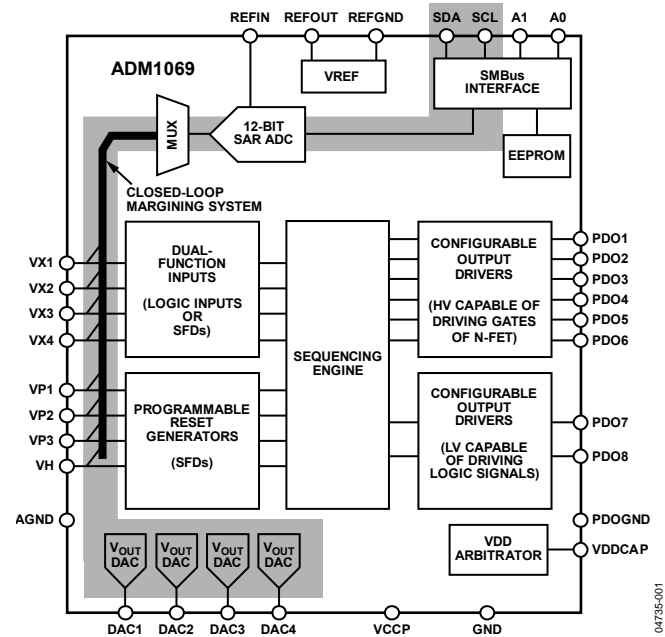 REFIN REFOUT REFGND SDA SCL A1 A0
ADM1069
VREF
SMBus
INTERFACE
MUX
12-BIT
SAR ADC
EEPROM
CLOSED-LOOP
MARGINING SYSTEM
VX1
VX2
VX3
VX4
DUAL-
FUNCTION
INPUTS
(LOGIC INPUTS
OR
SFDs)
SEQUENCING
ENGINE
CONFIGURABLE
OUTPUT
DRIVERS
(HV CAPABLE OF
DRIVING GATES
OF N-FET)
PDO1
PDO2
PDO3
PDO4
PDO5
PDO6
VP1
VP2
VP3
VH
PROGRAMMABLE
RESET
GENERATORS
(SFDs)
CONFIGURABLE
OUTPUT
DRIVERS
(LV CAPABLE
OF DRIVING
LOGIC SIGNALS)
PDO7
PDO8
AGND
PDOGND
VOUT
DAC
VOUT
DAC
VOUT
DAC
VOUT
DAC
VDD
ARBITRATOR
VDDCAP
DAC1 DAC2 DAC3 DAC4 VCCP GND
04735-001